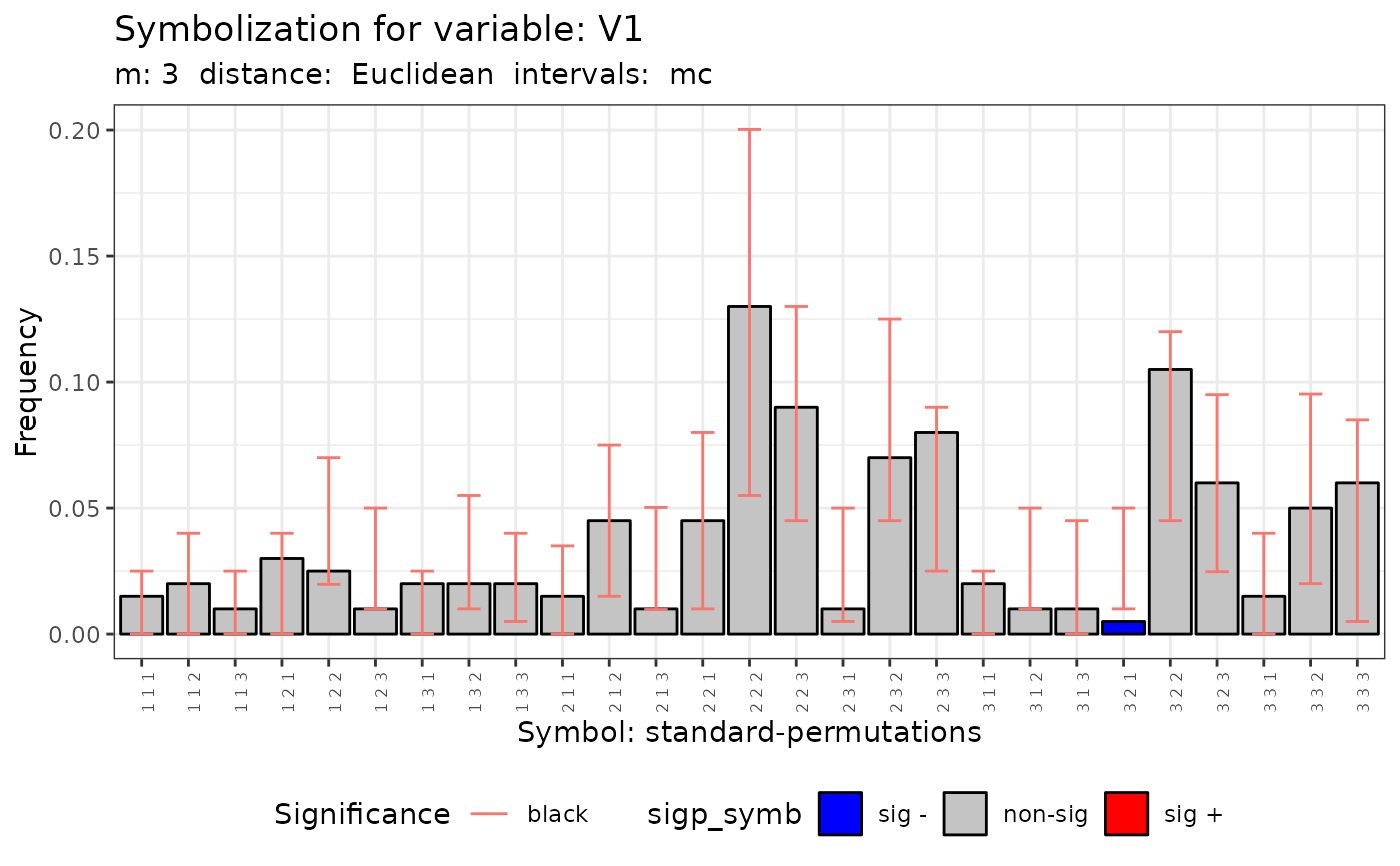 Symbolization for variable: V1
m: 3 distance: Euclidean intervals: mc
Frequency
0.20
0.15
0.10
0.05
0.00
1 1 1
1 1 2
1 1 3
1 2 1
1 2 2
1 2 3
1 3 1
1 3 2
1 3 3
2 1 1
2 1 2
2 1 3
2 2 1
2 2 2
2 2 3
2 3 1
2 3 2
2 3 3
3 1 1
3 1 2
3 1 3
3 2 1
3 2 2
3 2 3
3 3 1
3 3 2
3 3 3
Symbol: standard-permutations
Significance black sigp_symb sig - non-sig sig +